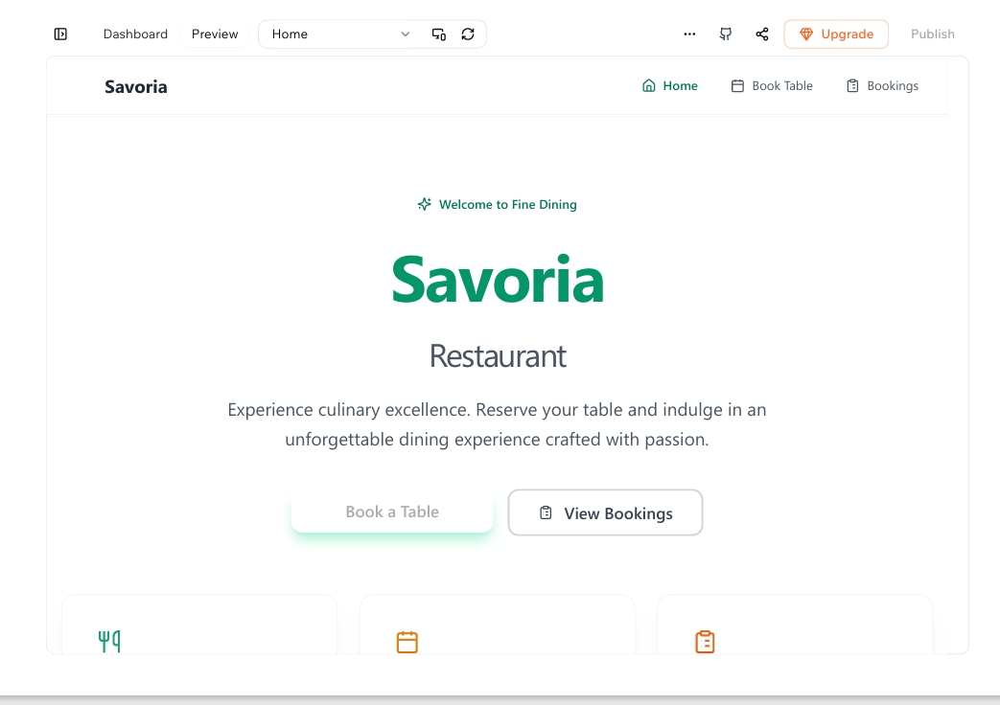 Dashboard Preview Home Upgrade Publish
Savoria Home Book Table Bookings
Welcome to Fine Dining
Savoria
Restaurant
Experience culinary excellence. Reserve your table and indulge in an
unforgettable dining experience crafted with passion.
Book a Table View Bookings